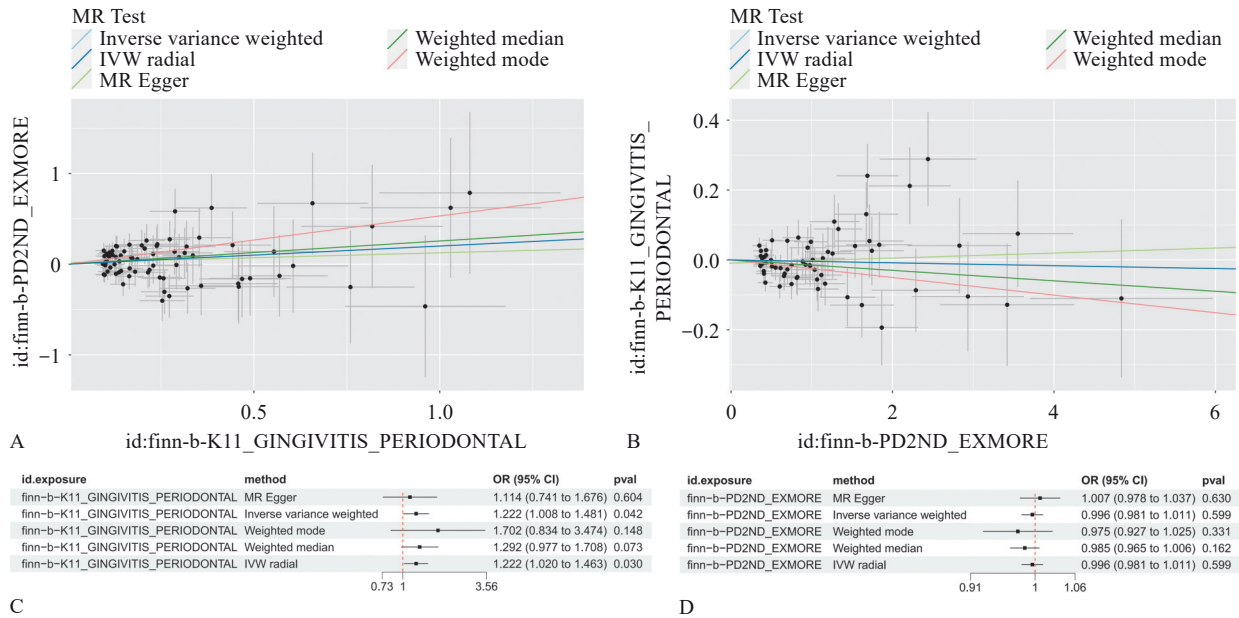 MR Test
Inverse variance weighted
IVW radial
MR Egger
Weighted median
Weighted mode
id:finn-b-PD2ND_EXMORE
1
0
−1
0.5
1.0
A
id:finn-b-K11_GINGIVITIS_PERIODONTAL
MR Test
Inverse variance weighted
IVW radial
MR Egger
Weighted median
Weighted mode
id:finn-b-K11_GINGIVITIS_
PERIODONTAL
0.4
0.2
0.0
−0.2
0
2
4
6
B
id:finn-b-PD2ND_EXMORE
id.exposure method OR (95% CI) pval
finn−b−K11_GINGIVITIS_PERIODONTAL MR Egger 1.114 (0.741 to 1.676) 0.604
finn−b−K11_GINGIVITIS_PERIODONTAL Inverse variance weighted 1.222 (1.008 to 1.481) 0.042
finn−b−K11_GINGIVITIS_PERIODONTAL Weighted mode 1.702 (0.834 to 3.474) 0.148
finn−b−K11_GINGIVITIS_PERIODONTAL Weighted median 1.292 (0.977 to 1.708) 0.073
finn−b−K11_GINGIVITIS_PERIODONTAL IVW radial 1.222 (1.020 to 1.463) 0.030
0.73 1 3.56
C
id.exposure method OR (95% CI) pval
finn−b−PD2ND_EXMORE MR Egger 1.007 (0.978 to 1.037) 0.630
finn−b−PD2ND_EXMORE Inverse variance weighted 0.996 (0.981 to 1.011) 0.599
finn−b−PD2ND_EXMORE Weighted mode 0.975 (0.927 to 1.025) 0.331
finn−b−PD2ND_EXMORE Weighted median 0.985 (0.965 to 1.006) 0.162
finn−b−PD2ND_EXMORE IVW radial 0.996 (0.981 to 1.011) 0.599
0.91 1 1.06
D